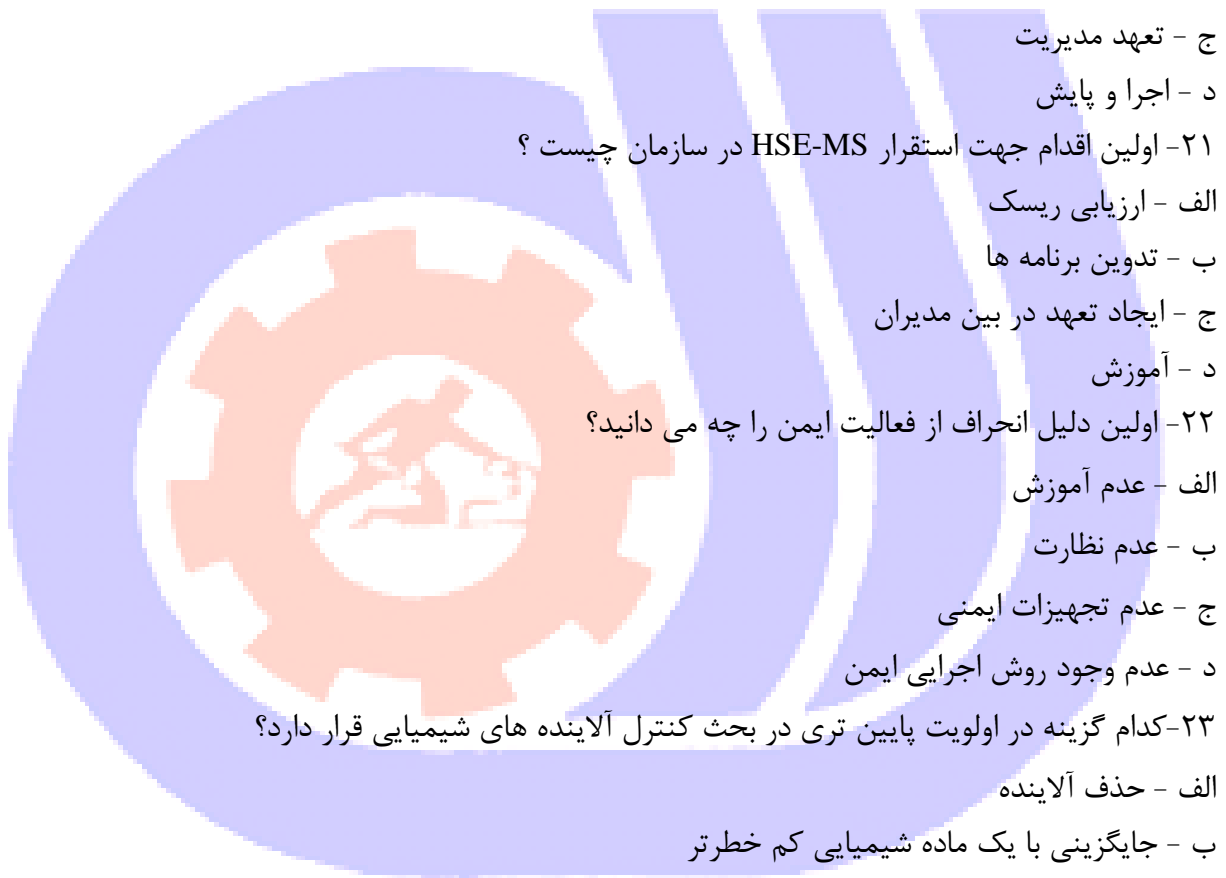 ج - تعهد مدیریت
د - اجرا و پایش
۲۱- اولین اقدام جهت استقرار HSE-MS در سازمان چیست ؟
الف - ارزیابی ریسک
ب - تدوین برنامه ها
ج - ایجاد تعهد در بین مدیران
د - آموزش
۲۲- اولین دلیل انحراف از فعالیت ایمن را چه می دانید؟
الف - عدم آموزش
ب - عدم نظارت
ج - عدم تجهیزات ایمنی
د - عدم وجود روش اجرایی ایمن
۲۳-کدام گزینه در اولویت پایین تری در بحث کنترل آلاینده های شیمیایی قرار دارد؟
الف - حذف آلاینده
ب - جایگزینی با یک ماده شیمیایی کم خطرتر